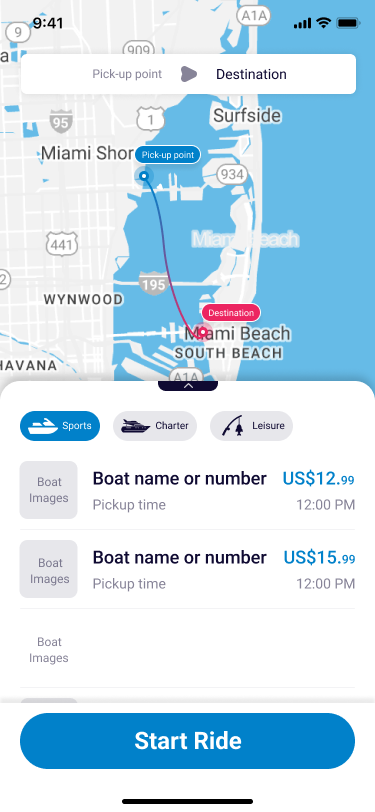 9:41
A1A
9
909
a
Pick-up point
Destination
95
1
Surfside
Miami Shor
Pick-up point
934
441
Miami Beach
195
2
WYNWOOD
Destination
Miami Beach
SOUTH BEACH
HAVANA
A1A
Sports
Charter
Leisure
Boat
Images
Boat name or number
US$12.99
Pickup time
12:00 PM
Boat
Images
Boat name or number
US$15.99
Pickup time
12:00 PM
Boat
Images
Start Ride